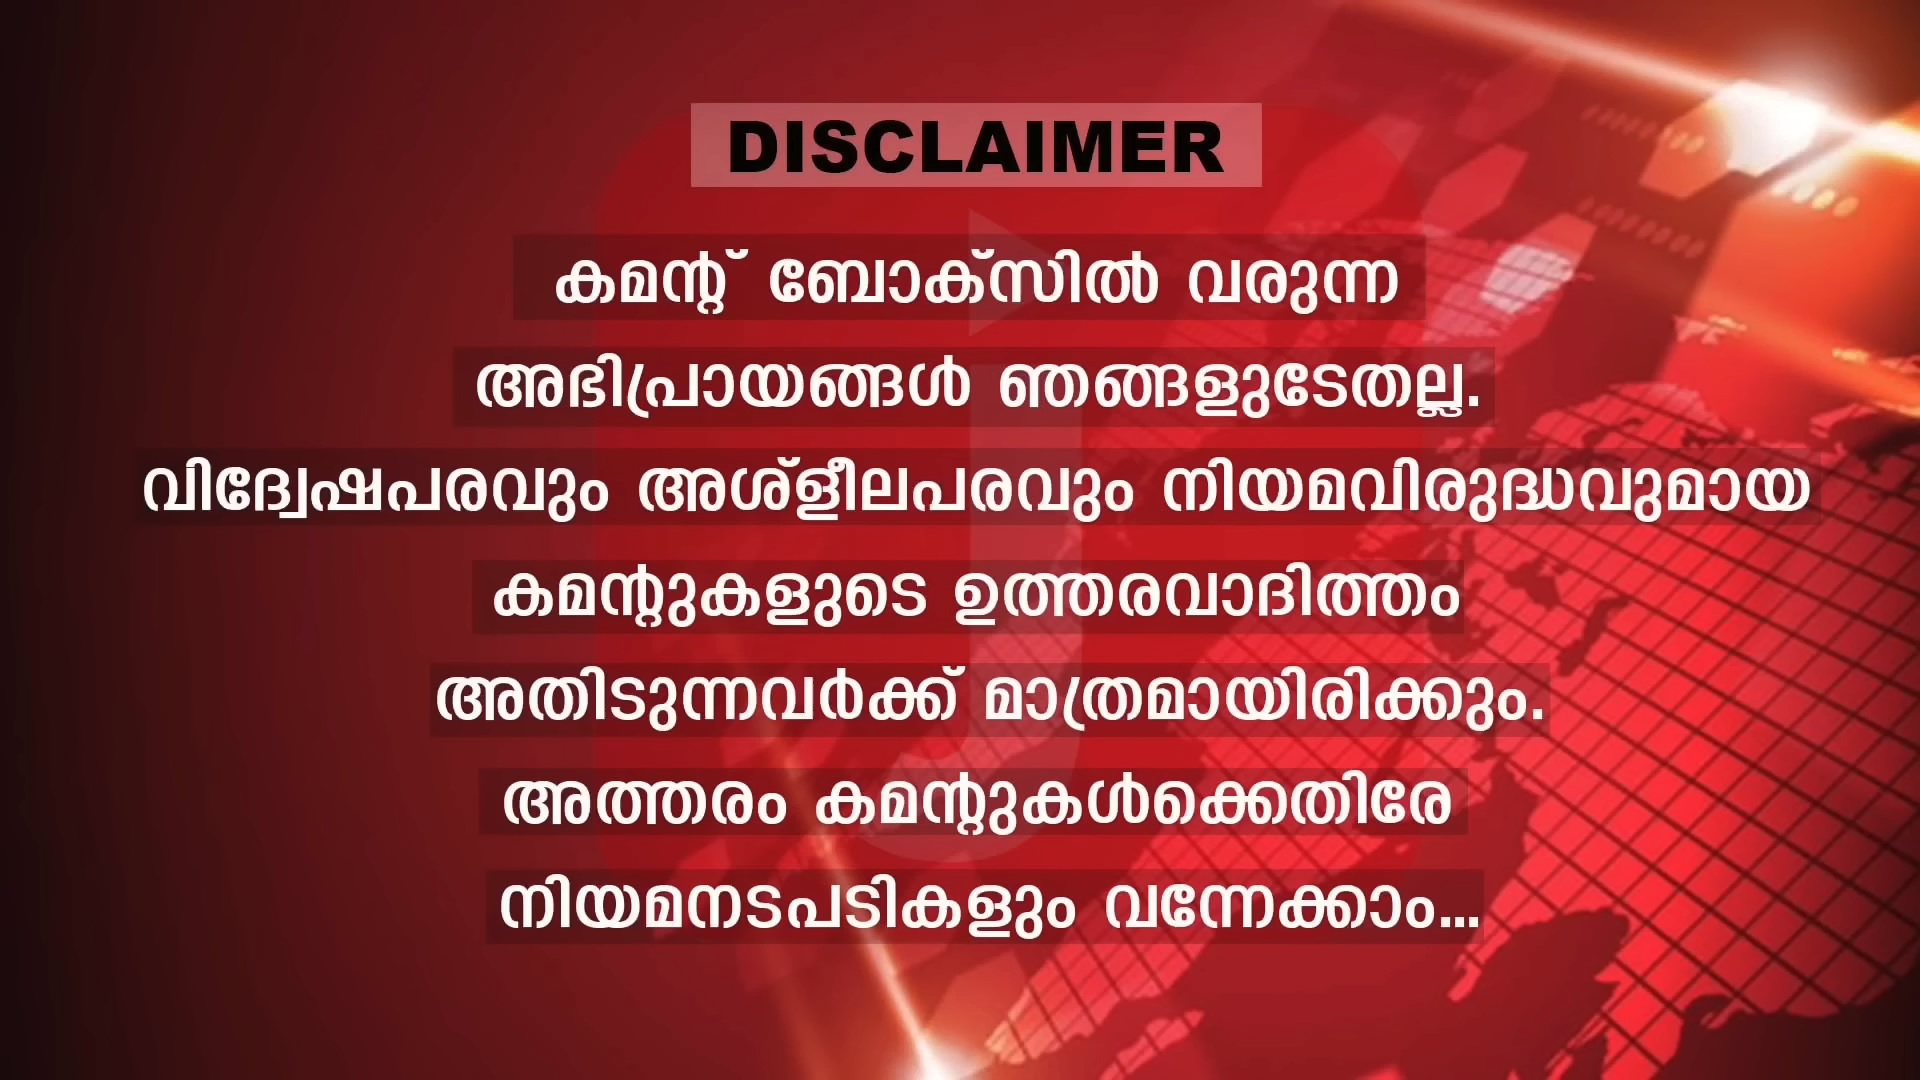 DISCLAIMER
കമന്റ് ബോക്സിൽ വരുന്ന
അഭിപ്രായങ്ങൾ ഞങ്ങളുടേതല്ല.
വിദ്വേഷപരവും അശ്ളീലപരവും നിയമവിരുദ്ധവുമായ
കമന്റുകളുടെ ഉത്തരവാദിത്തം
അതിടുന്നവർക്ക് മാത്രമായിരിക്കും.
അത്തരം കമന്റുകൾക്കെതിരേ
നിയമനടപടികളും വന്നേക്കാം...